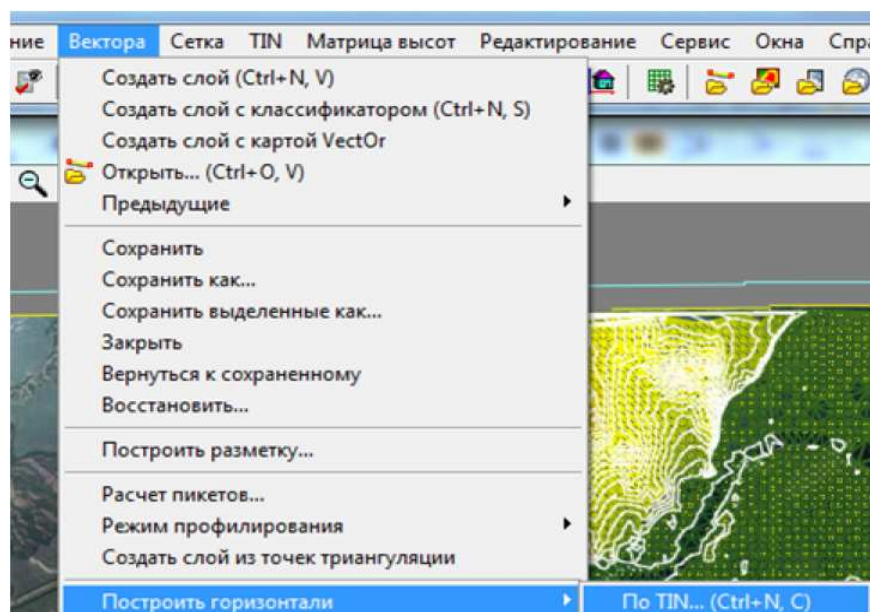 ние Вектора Сетка TIN Матрица высот Редактирование Сервис Окна Спра
Создать слой (Ctrl+N, V)
Создать слой с классификатором (Ctrl+N, S)
Создать слой с картой VectOr
Открыть... (Ctrl+O, V)
Предыдущие
Сохранить
Сохранить как...
Сохранить выделенные как...
Закрыть
Вернуться к сохраненному
Восстановить...
Построить разметку...
Расчет пикетов...
Режим профилирования
Создать слой из точек триангуляции
Построить горизонтали
По TIN... (Ctrl+N, C)